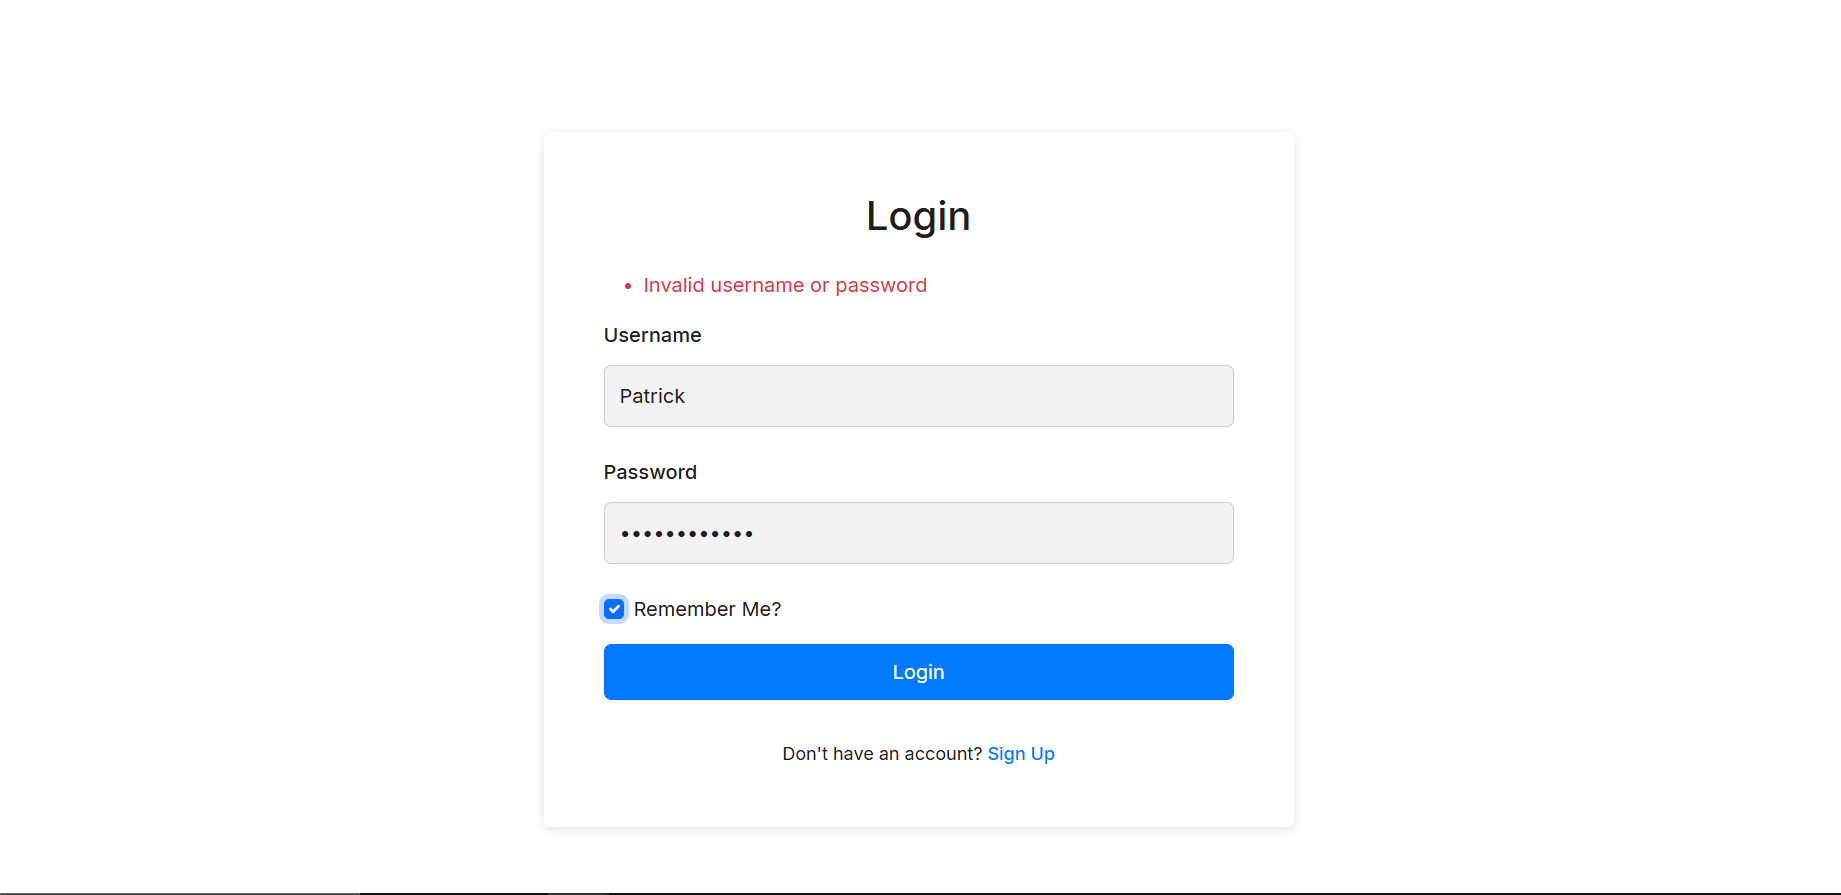 Login
• Invalid username or password
Username
Patrick
Password
••••••••••••
Remember Me?
Login
Don't have an account? Sign Up